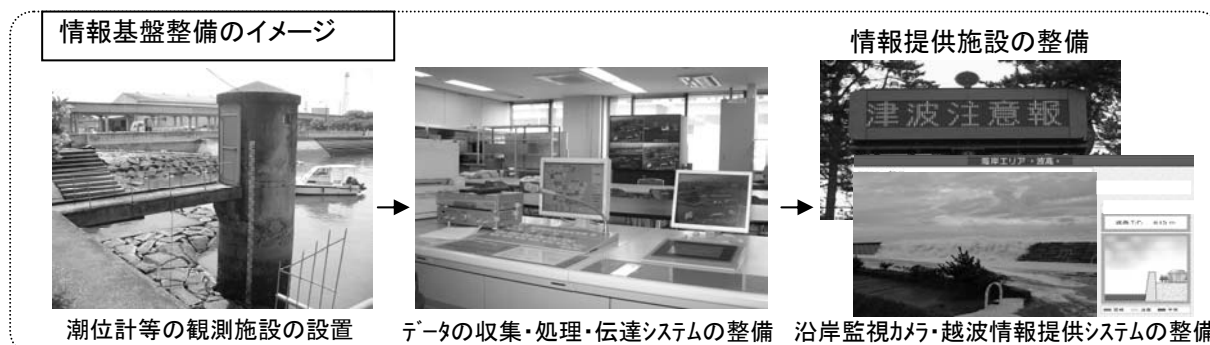 情報基盤整備のイメージ
情報提供施設の整備
津波注意報
潮位計等の観測施設の設置
データの収集・処理・伝達システムの整備
沿岸監視カメラ・越波情報提供システムの整備